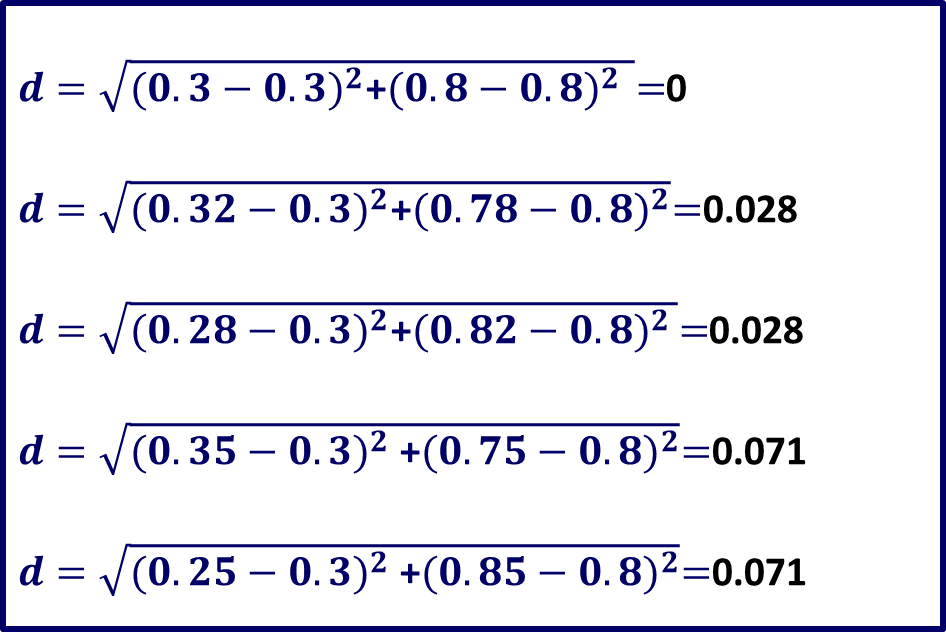 d = √(0.3 − 0.3)²+(0.8 − 0.8)² =0
d = √(0.32 − 0.3)²+(0.78 − 0.8)²=0.028
d = √(0.28 − 0.3)²+(0.82 − 0.8)² =0.028
d = √(0.35 − 0.3)² +(0.75 − 0.8)²=0.071
d = √(0.25 − 0.3)² +(0.85 − 0.8)²=0.071